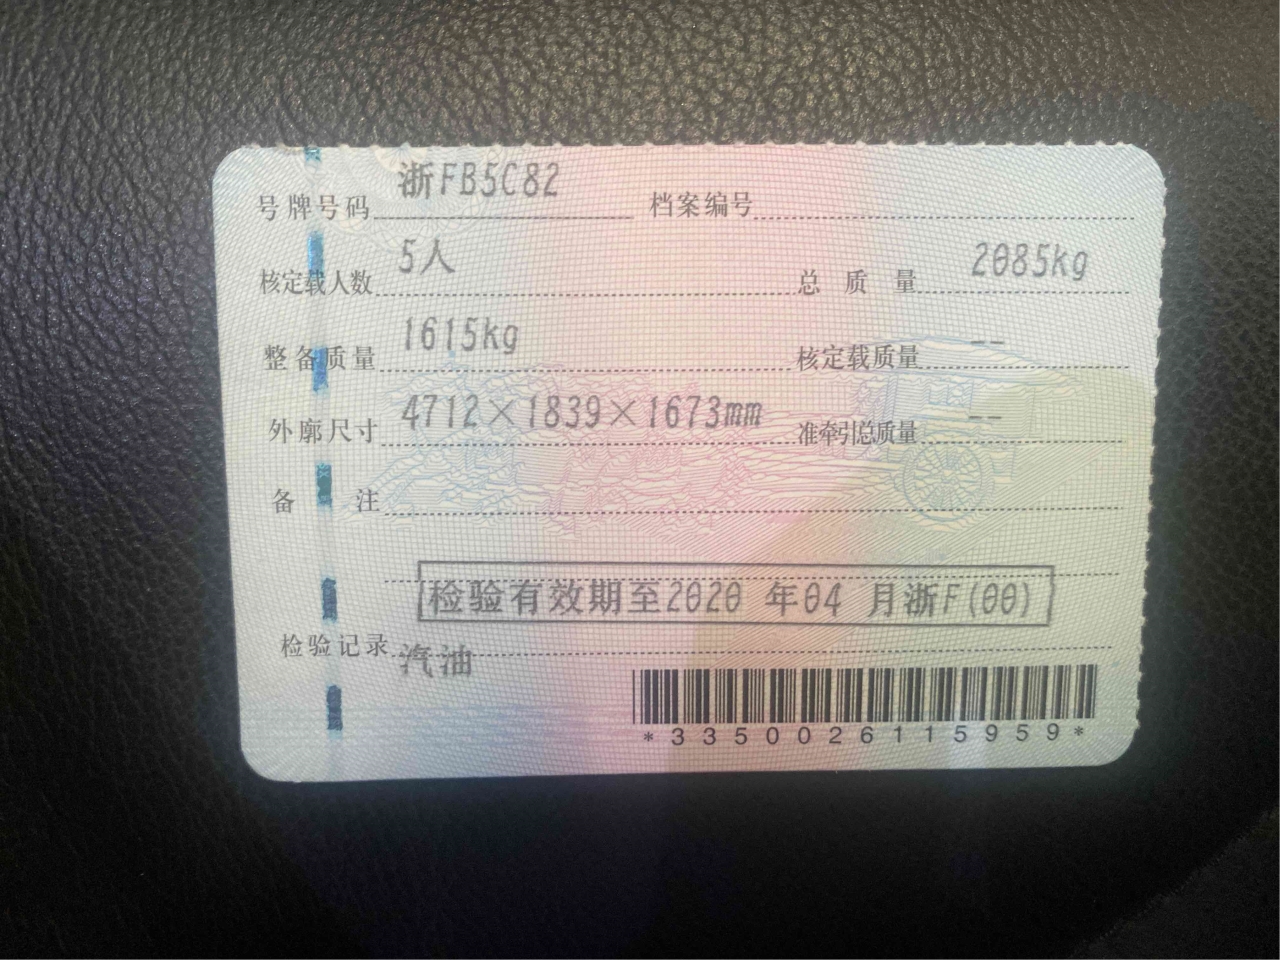 号牌号码 浙FB5C82 档案编号
核定载人数 5人 总质量 2085kg
整备质量 1615kg 核定载质量 --
外廓尺寸 4712×1839×1673mm 准牵引总质量 --
备注
检验有效期至2020 年04 月浙F(00)
检验记录 汽油
*3350026115959*